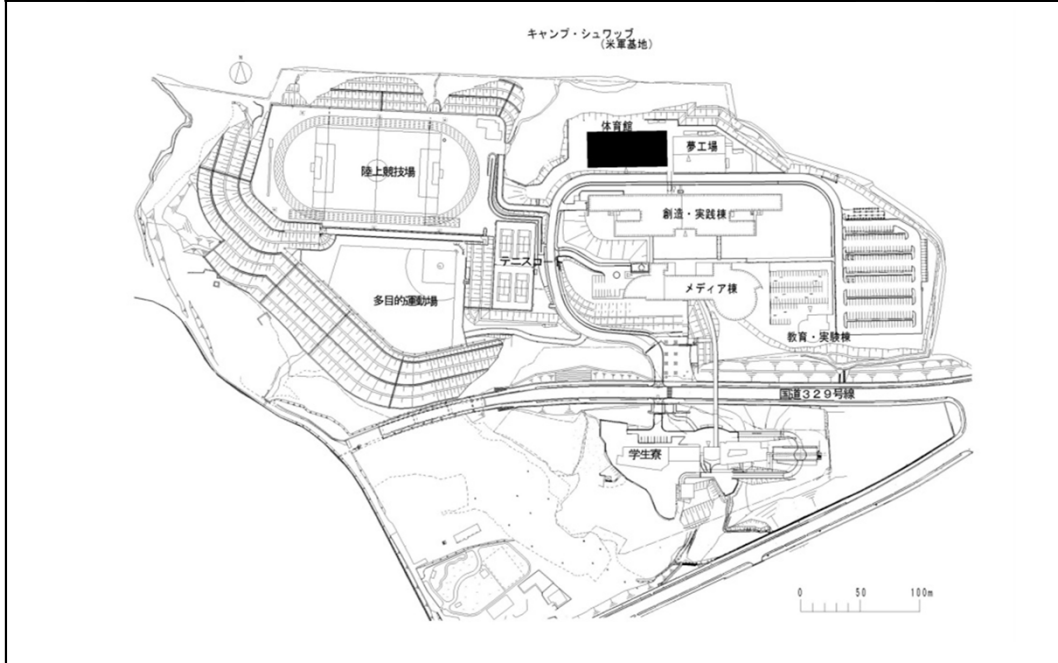 キャンプ・シュワッブ
(米軍基地)
N
体育館
夢工場
陸上競技場
創造・実践棟
テニスコート
メディア棟
多目的運動場
教育・実験棟
国道329号線
学生寮
0 50 100m